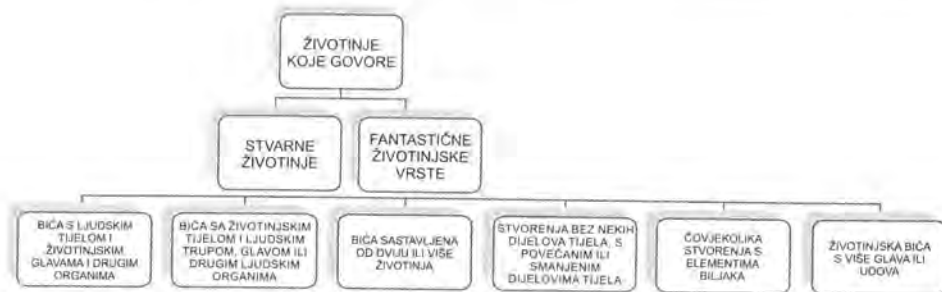 ŽIVOTINJE
KOJE GOVORE
STVARNE
ŽIVOTINJE
FANTASTIČNE
ŽIVOTINJSKE
VRSTE
BIĆA S LJUDSKIM
TIJELOM I
ŽIVOTINJSKIM
GLAVAMA I DRUGIM
ORGANIMA
BIĆA SA ŽIVOTINJSKIM
TIJELOM I LJUDSKIM
TRUPOM, GLAVOM ILI
DRUGIM LJUDSKIM
ORGANIMA
BIĆA SASTAVLJENA
OD DVIJU ILI VIŠE
ŽIVOTINJA
STVORENJA BEZ NEKIH
DIJELOVA TIJELA, S
POVEĆANIM ILI
SMANJENIM
DIJELOVIMA TIJELA
ČOVJEKOLIKA
STVORENJA S
ELEMENTIMA
BILJAKA
ŽIVOTINJSKA BIĆA
S VIŠE GLAVA ILI
UDOVA